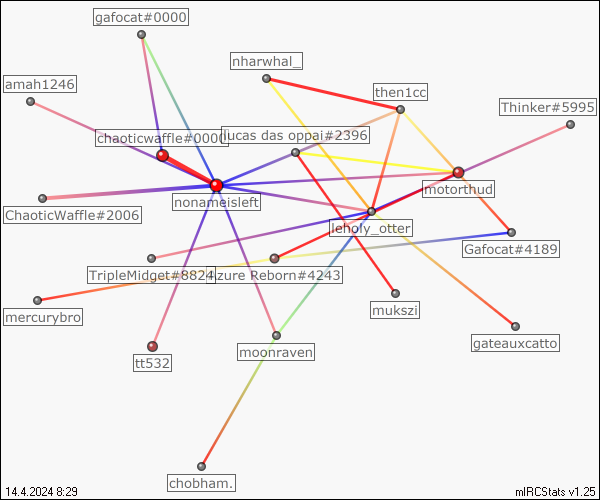 gafocat#0000
nharwhal_
amah1246
then1cc
Thinker#5995
chaoticwaffle#0000
lucas das oppai#2396
motorthud
nonameisleft
ChaoticWaffle#2006
leholy_otter
Gafocat#4189
TripleMidget#8824
Azure Reborn#4243
mukszi
mercurybro
gateauxcatto
moonraven
tt532
chobham.
14.4.2024 8:29
mIRCStats v1.25